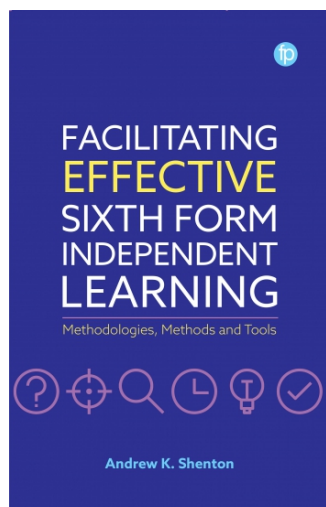 fp
FACILITATING
EFFECTIVE
SIXTH FORM
INDEPENDENT
LEARNING
Methodologies, Methods and Tools
?
Andrew K. Shenton